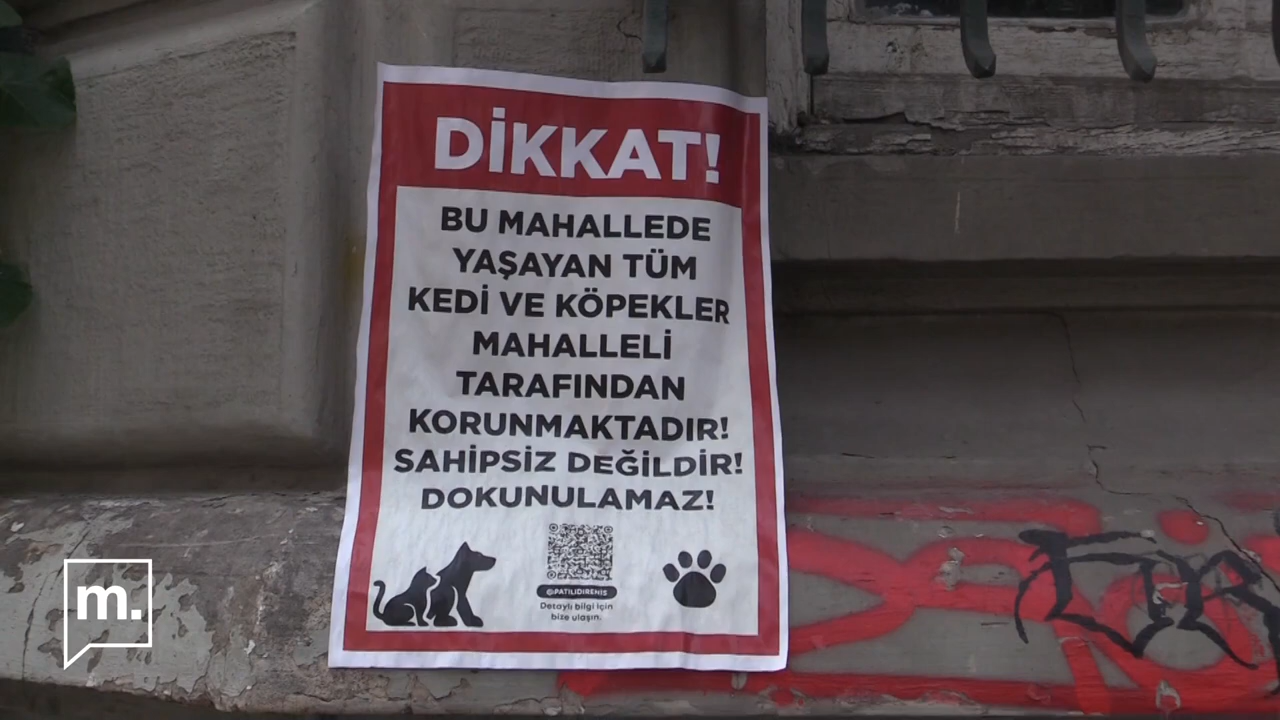 DİKKAT!
BU MAHALLEDE
YAŞAYAN TÜM
KEDİ VE KÖPEKLER
MAHALLELİ
TARAFINDAN
KORUNMAKTADIR!
SAHİPSİZ DEĞİLDİR!
DOKUNULAMAZ!
@PATILIDIRENIS
Detaylı bilgi için
bize ulaşın.
m.